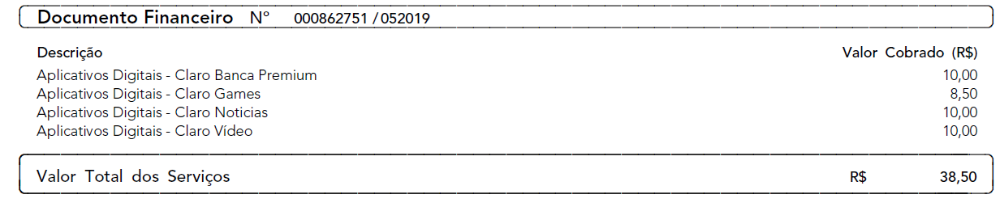 Documento Financeiro Nº 000862751 / 052019
Descrição Valor Cobrado (R$)
Aplicativos Digitais - Claro Banca Premium 10,00
Aplicativos Digitais - Claro Games 8,50
Aplicativos Digitais - Claro Noticias 10,00
Aplicativos Digitais - Claro Vídeo 10,00
Valor Total dos Serviços R$ 38,50